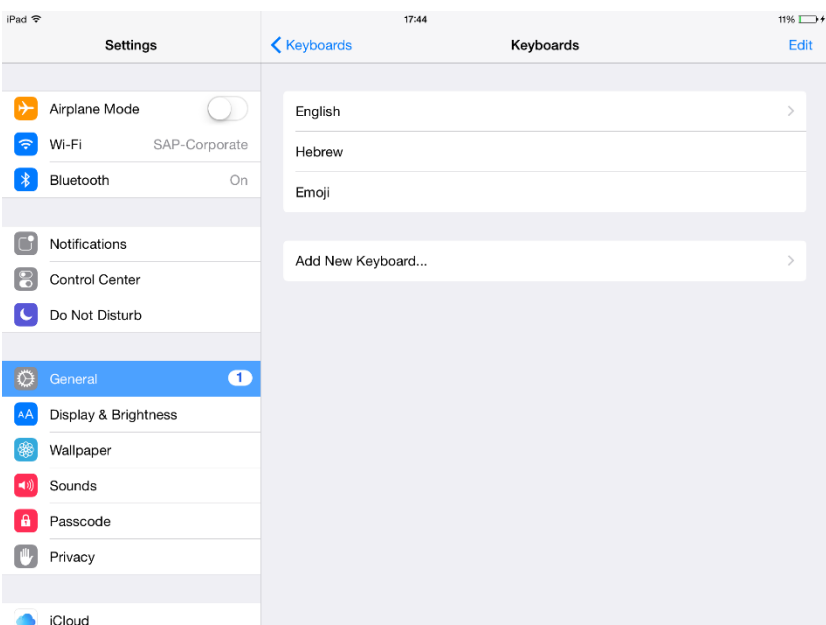 iPad 17:44 11%
Settings
Airplane Mode
Wi-Fi SAP-Corporate
Bluetooth On
Notifications
Control Center
Do Not Disturb
General 1
AA Display & Brightness
Wallpaper
Sounds
Passcode
Privacy
iCloud
Keyboards Keyboards Edit
English
Hebrew
Emoji
Add New Keyboard...